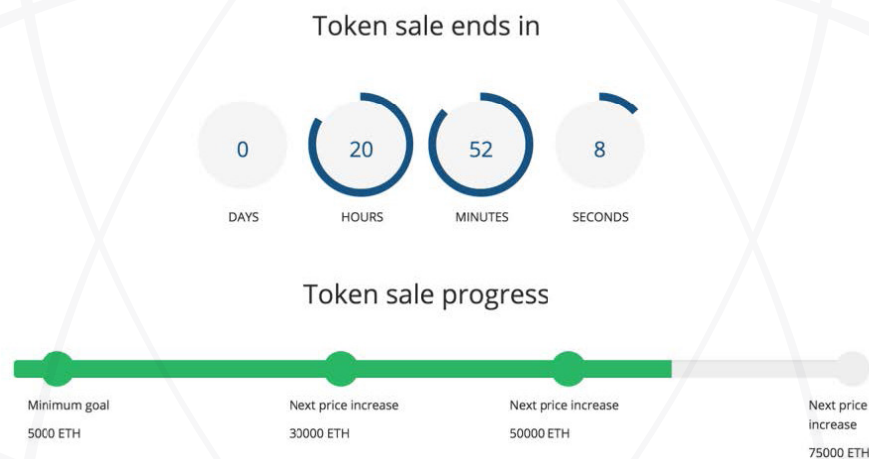 Token sale ends in
0 20 52 8
DAYS HOURS MINUTES SECONDS
Token sale progress
Minimum goal Next price increase Next price increase Next price
increase
5000 ETH 30000 ETH 50000 ETH
75000 ETH